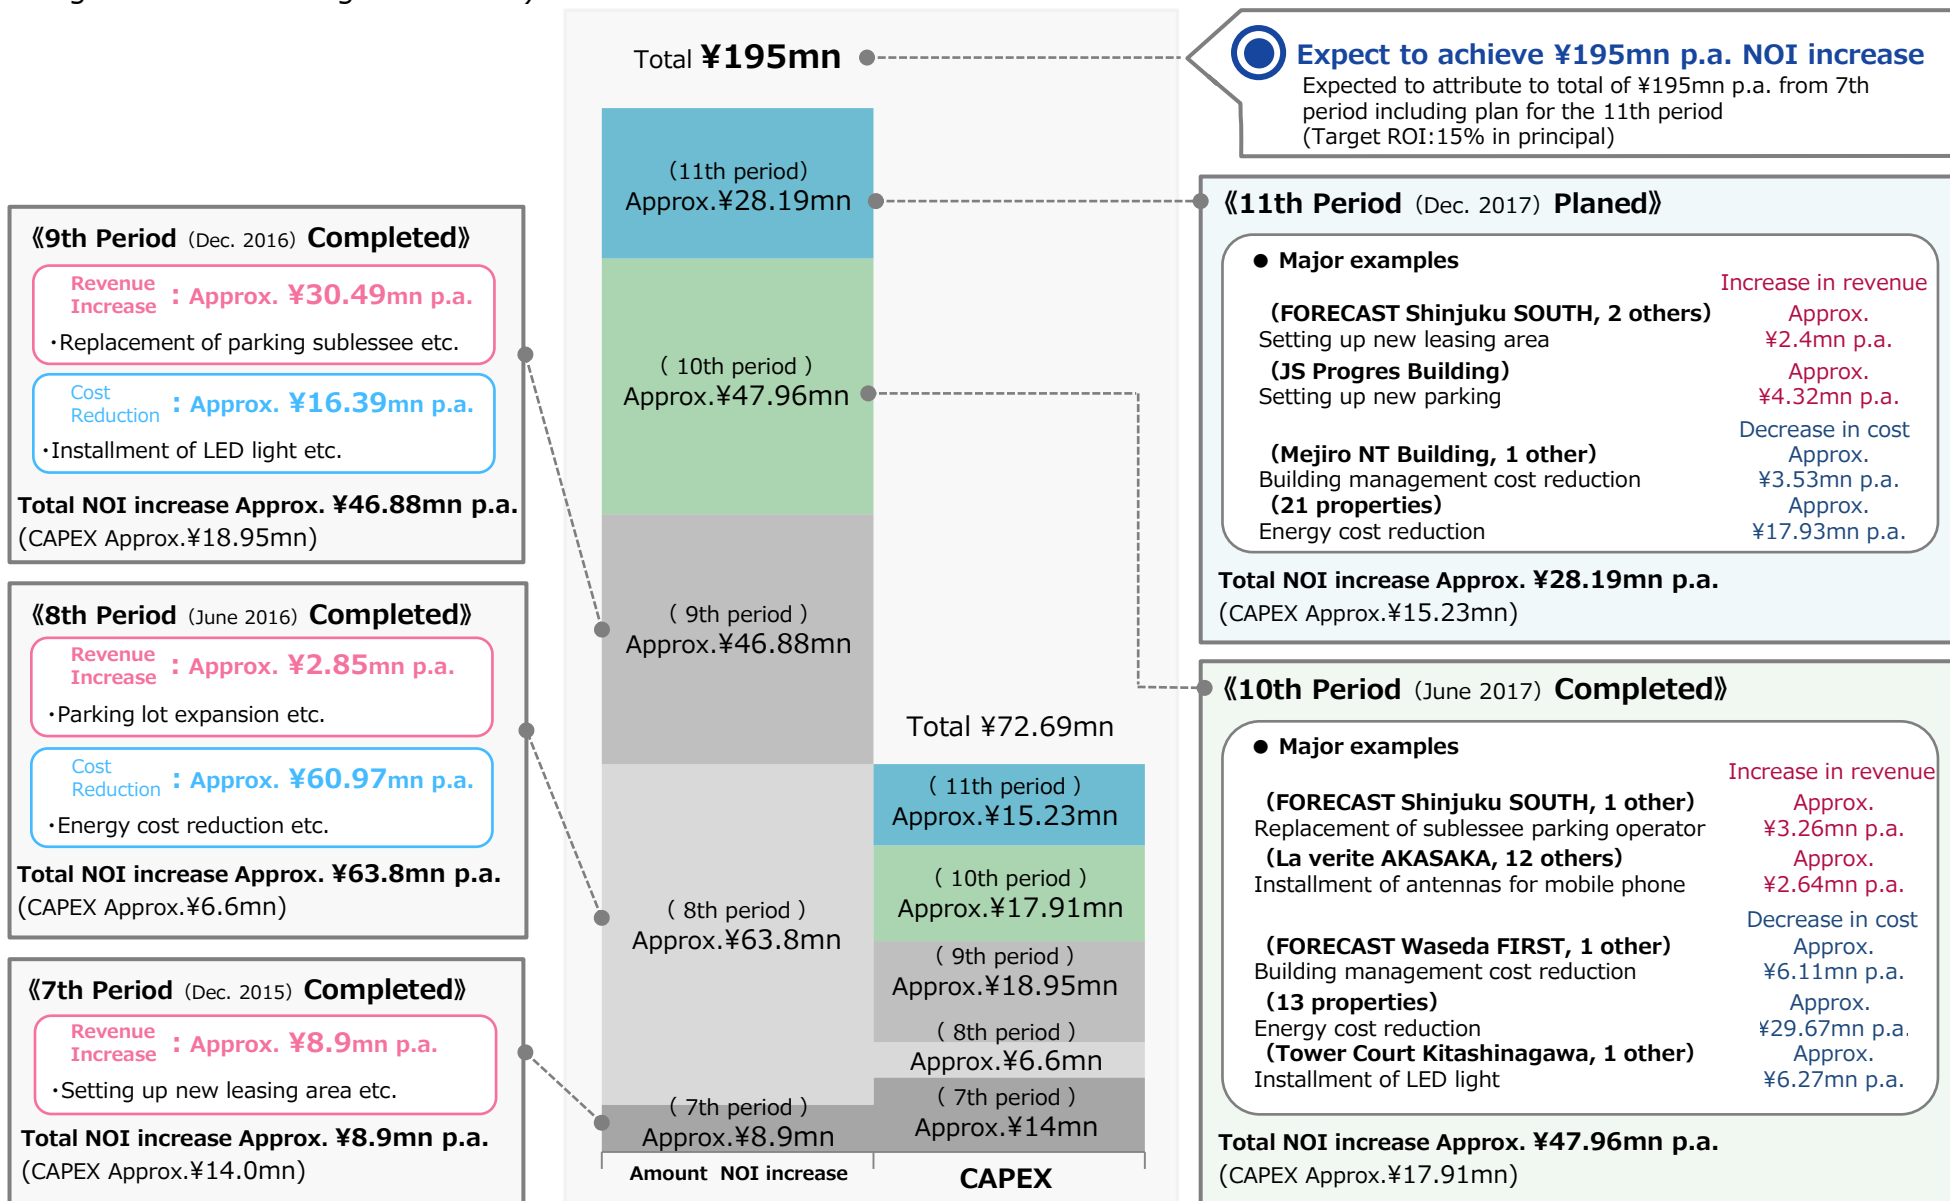 Total ¥195mn
Expect to achieve ¥195mn p.a. NOI increase
Expected to attribute to total of ¥195mn p.a. from 7th
period including plan for the 11th period
(Target ROI:15% in principal)
《9th Period (Dec. 2016) Completed》
Revenue
Increase : Approx. ¥30.49mn p.a.
・Replacement of parking sublessee etc.
Cost
Reduction : Approx. ¥16.39mn p.a.
・Installment of LED light etc.
Total NOI increase Approx. ¥46.88mn p.a.
(CAPEX Approx.¥18.95mn)
《8th Period (June 2016) Completed》
Revenue
Increase : Approx. ¥2.85mn p.a.
・Parking lot expansion etc.
Cost
Reduction : Approx. ¥60.97mn p.a.
・Energy cost reduction etc.
Total NOI increase Approx. ¥63.8mn p.a.
(CAPEX Approx.¥6.6mn)
《7th Period (Dec. 2015) Completed》
Revenue
Increase : Approx. ¥8.9mn p.a.
・Setting up new leasing area etc.
Total NOI increase Approx. ¥8.9mn p.a.
(CAPEX Approx.¥14.0mn)
(11th period)
Approx.¥28.19mn
( 10th period )
Approx.¥47.96mn
( 9th period )
Approx.¥46.88mn
( 8th period )
Approx.¥63.8mn
( 7th period )
Approx.¥8.9mn
Amount NOI increase
Total ¥72.69mn
( 11th period )
Approx.¥15.23mn
( 10th period )
Approx.¥17.91mn
( 9th period )
Approx.¥18.95mn
( 8th period )
Approx.¥6.6mn
( 7th period )
Approx.¥14mn
CAPEX
《11th Period (Dec. 2017) Planed》
● Major examples
Increase in revenue
(FORECAST Shinjuku SOUTH, 2 others) Approx.
Setting up new leasing area ¥2.4mn p.a.
(JS Progres Building) Approx.
Setting up new parking ¥4.32mn p.a.
Decrease in cost
(Mejiro NT Building, 1 other) Approx.
Building management cost reduction ¥3.53mn p.a.
(21 properties) Approx.
Energy cost reduction ¥17.93mn p.a.
Total NOI increase Approx. ¥28.19mn p.a.
(CAPEX Approx.¥15.23mn)
《10th Period (June 2017) Completed》
● Major examples
Increase in revenue
(FORECAST Shinjuku SOUTH, 1 other) Approx.
Replacement of sublessee parking operator ¥3.26mn p.a.
(La verite AKASAKA, 12 others) Approx.
Installment of antennas for mobile phone ¥2.64mn p.a.
Decrease in cost
(FORECAST Waseda FIRST, 1 other) Approx.
Building management cost reduction ¥6.11mn p.a.
(13 properties) Approx.
Energy cost reduction ¥29.67mn p.a.
(Tower Court Kitashinagawa, 1 other) Approx.
Installment of LED light ¥6.27mn p.a.
Total NOI increase Approx. ¥47.96mn p.a.
(CAPEX Approx.¥17.91mn)